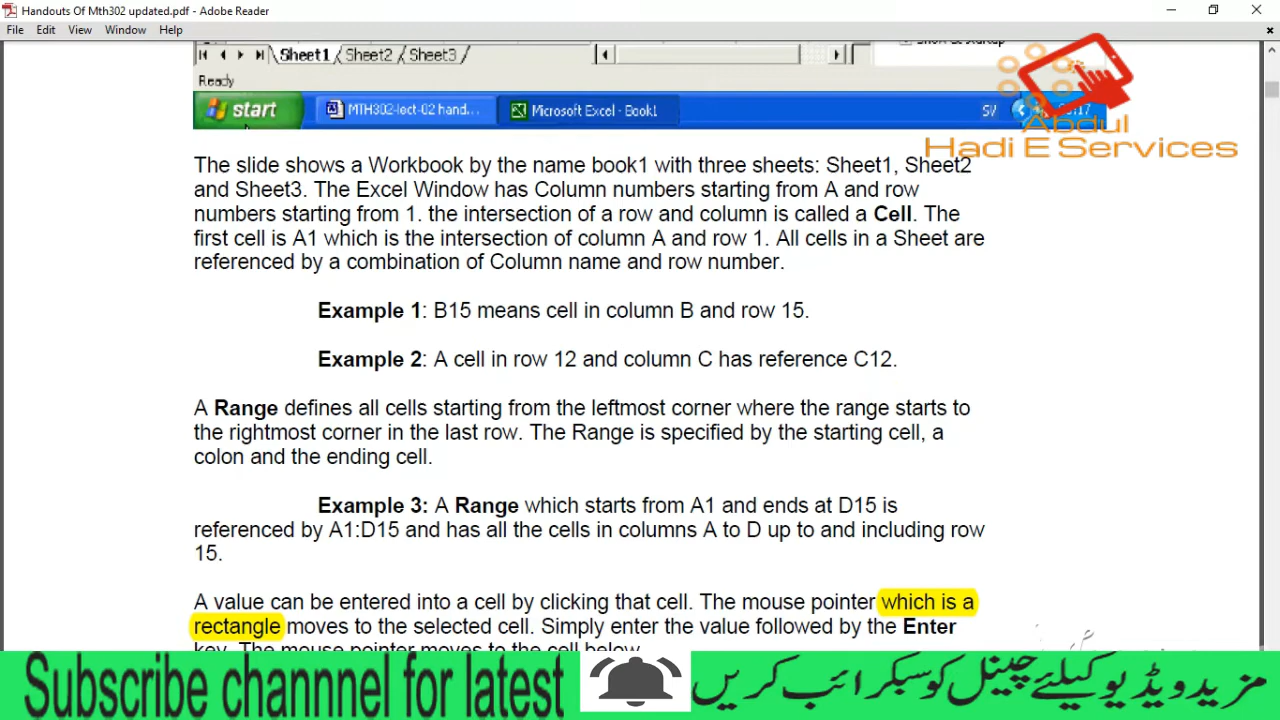 Handouts Of Mth302 updated.pdf - Adobe Reader
File Edit View Window Help
Sheet1 Sheet2 Sheet3
Ready
start MTH302-lect-02 hand... Microsoft Excel - Book1 SV
Abdul
Hadi E Services
The slide shows a Workbook by the name book1 with three sheets: Sheet1, Sheet2
and Sheet3. The Excel Window has Column numbers starting from A and row
numbers starting from 1. the intersection of a row and column is called a Cell. The
first cell is A1 which is the intersection of column A and row 1. All cells in a Sheet are
referenced by a combination of Column name and row number.
Example 1: B15 means cell in column B and row 15.
Example 2: A cell in row 12 and column C has reference C12.
A Range defines all cells starting from the leftmost corner where the range starts to
the rightmost corner in the last row. The Range is specified by the starting cell, a
colon and the ending cell.
Example 3: A Range which starts from A1 and ends at D15 is
referenced by A1:D15 and has all the cells in columns A to D up to and including row
15.
A value can be entered into a cell by clicking that cell. The mouse pointer which is a
rectangle moves to the selected cell. Simply enter the value followed by the Enter
key. The mouse pointer moves to the cell below.
Subscribe channnel for latest
مزید ویڈیو کیلئے چینل کو سبکرائب کریں